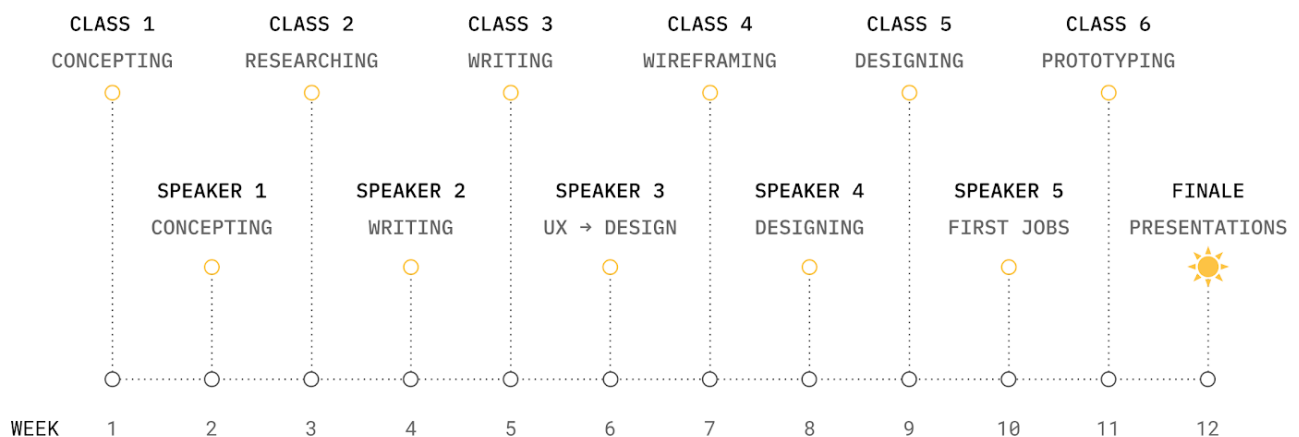 CLASS 1 CLASS 2 CLASS 3 CLASS 4 CLASS 5 CLASS 6
CONCEPTING RESEARCHING WRITING WIREFRAMING DESIGNING PROTOTYPING
SPEAKER 1 SPEAKER 2 SPEAKER 3 SPEAKER 4 SPEAKER 5 FINALE
CONCEPTING WRITING UX → DESIGN DESIGNING FIRST JOBS PRESENTATIONS
WEEK 1 2 3 4 5 6 7 8 9 10 11 12